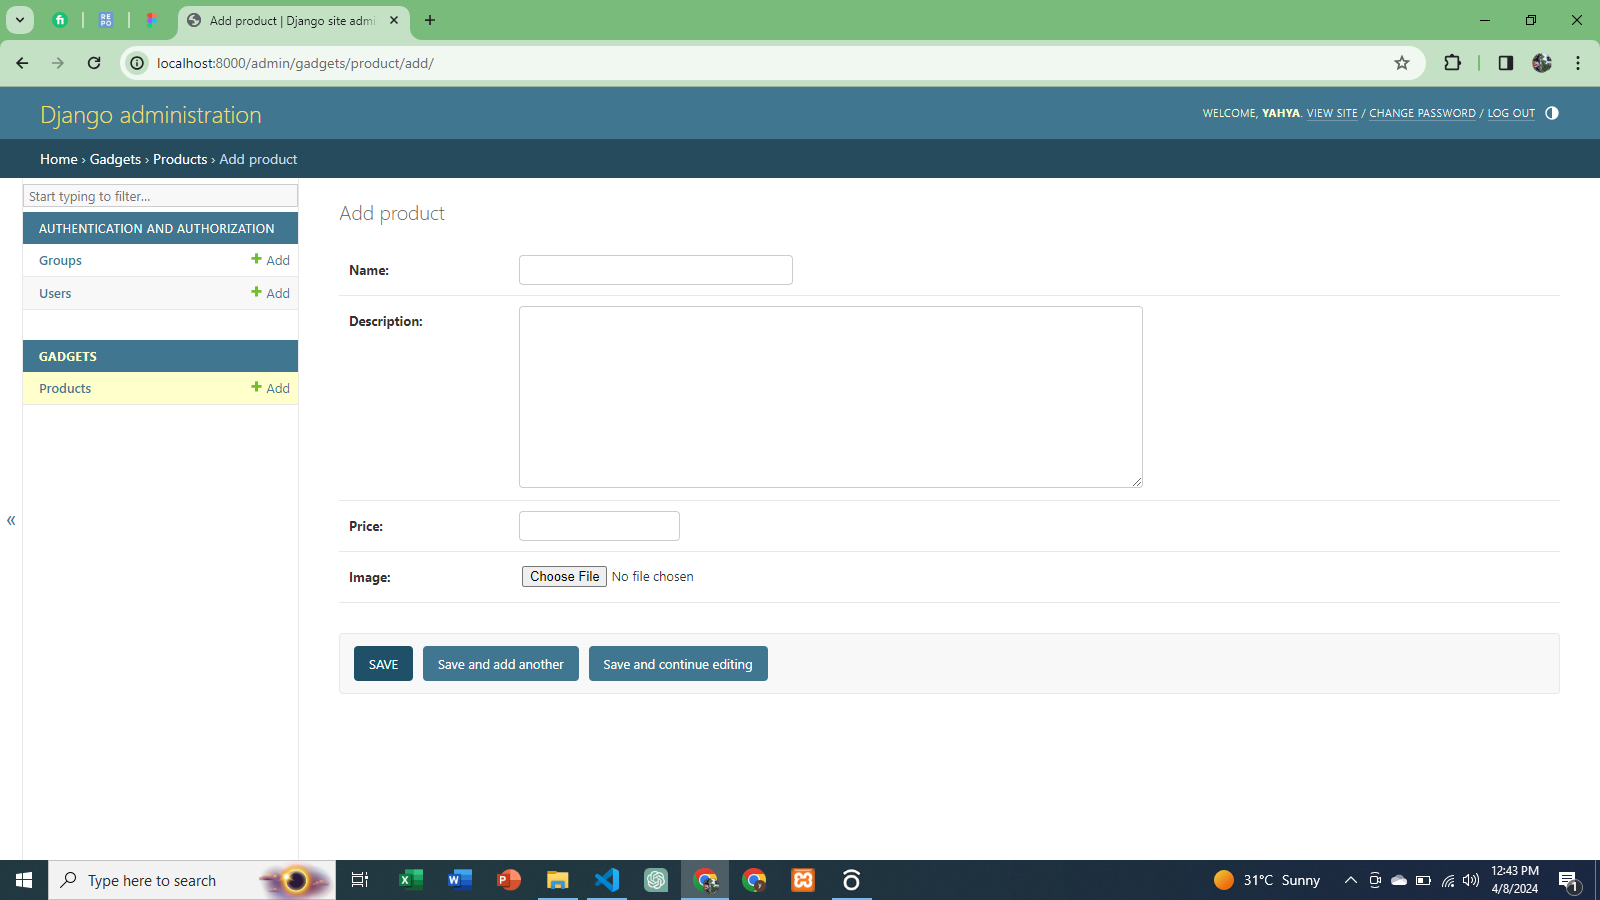 Add product | Django site admi
localhost:8000/admin/gadgets/product/add/
Django administration
WELCOME, YAHYA. VIEW SITE / CHANGE PASSWORD / LOG OUT
Home › Gadgets › Products › Add product
Start typing to filter...
AUTHENTICATION AND AUTHORIZATION
Groups + Add
Users + Add
GADGETS
Products + Add
«
Add product
Name:
Description:
Price:
Image: Choose File No file chosen
SAVE Save and add another Save and continue editing
Type here to search
31°C Sunny
12:43 PM
4/8/2024
1